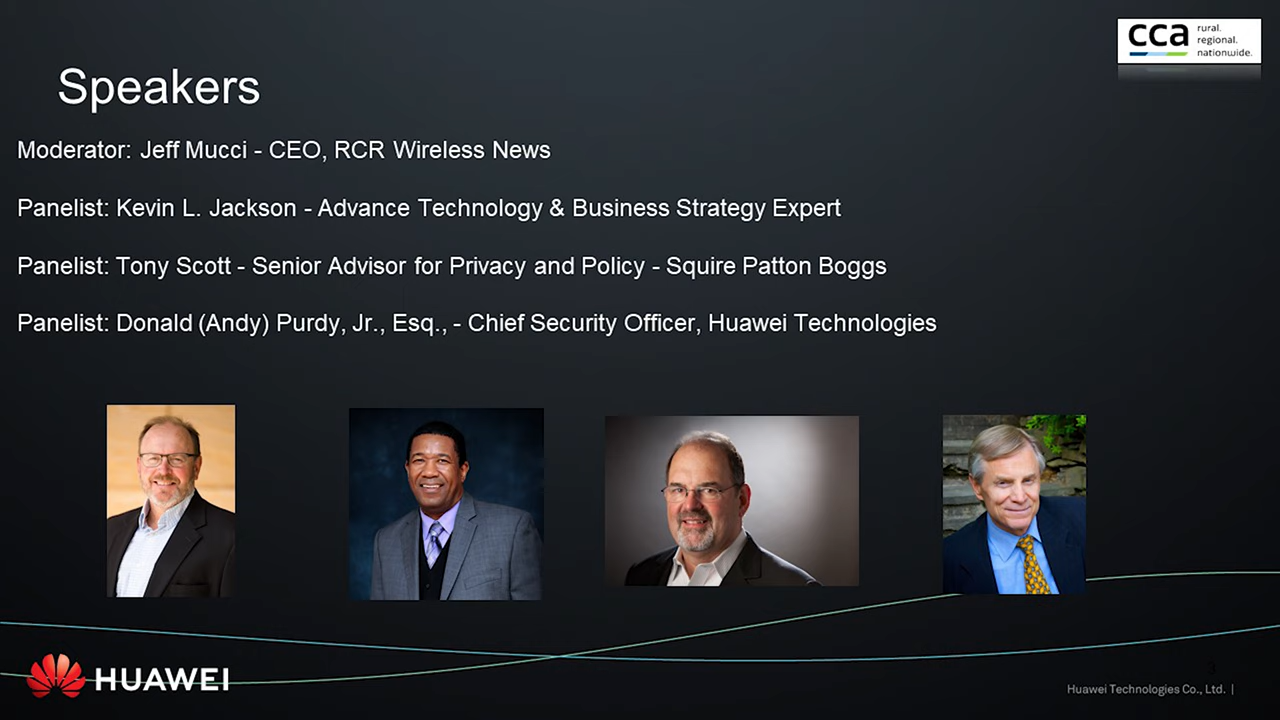 cca
rural.
regional.
nationwide.
Speakers
Moderator: Jeff Mucci - CEO, RCR Wireless News
Panelist: Kevin L. Jackson - Advance Technology & Business Strategy Expert
Panelist: Tony Scott - Senior Advisor for Privacy and Policy - Squire Patton Boggs
Panelist: Donald (Andy) Purdy, Jr., Esq., - Chief Security Officer, Huawei Technologies
HUAWEI
3
Huawei Technologies Co., Ltd. |